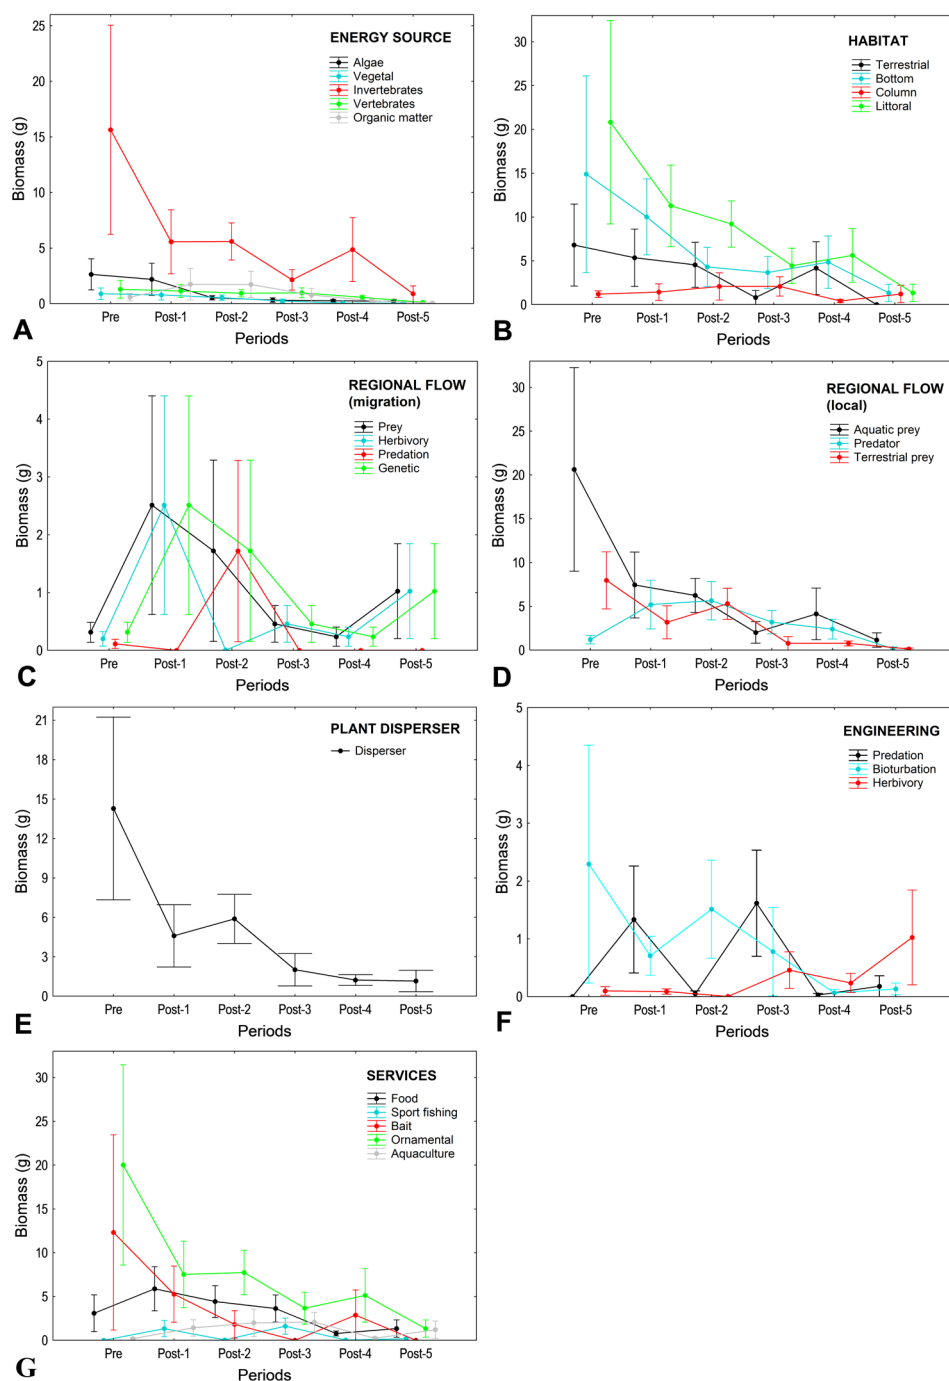 ENERGY SOURCE
Algae
Vegetal
Invertebrates
Vertebrates
Organic matter
25
20
15
10
5
0
Biomass (g)
Pre Post-1 Post-2 Post-3 Post-4 Post-5
Periods
A
HABITAT
Terrestrial
Bottom
Column
Littoral
30
25
20
15
10
5
0
Biomass (g)
Pre Post-1 Post-2 Post-3 Post-4 Post-5
Periods
B
REGIONAL FLOW
(migration)
Prey
Herbivory
Predation
Genetic
5
4
3
2
1
0
Biomass (g)
Pre Post-1 Post-2 Post-3 Post-4 Post-5
Periods
C
REGIONAL FLOW
(local)
Aquatic prey
Predator
Terrestrial prey
30
25
20
15
10
5
0
Biomass (g)
Pre Post-1 Post-2 Post-3 Post-4 Post-5
Periods
D
PLANT DISPERSER
Disperser
21
18
15
12
9
6
3
0
Biomass (g)
Pre Post-1 Post-2 Post-3 Post-4 Post-5
Periods
E
ENGINEERING
Predation
Bioturbation
Herbivory
5
4
3
2
1
0
Biomass (g)
Pre Post-1 Post-2 Post-3 Post-4 Post-5
Periods
F
SERVICES
Food
Sport fishing
Bait
Ornamental
Aquaculture
30
25
20
15
10
5
0
Biomass (g)
Pre Post-1 Post-2 Post-3 Post-4 Post-5
Periods
G